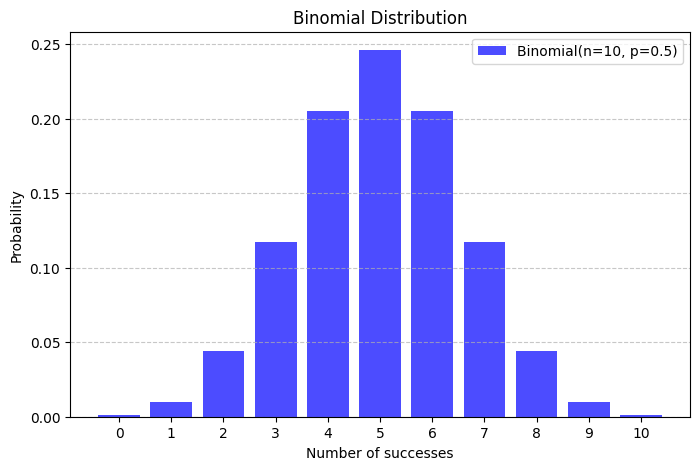 Binomial Distribution
Binomial(n=10, p=0.5)
Probability
0.25
0.20
0.15
0.10
0.05
0.00
0 1 2 3 4 5 6 7 8 9 10
Number of successes